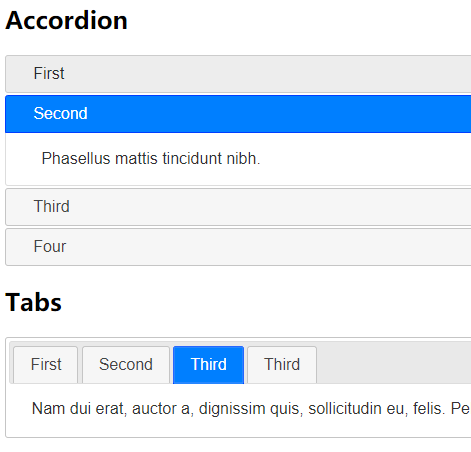 Accordion
First
Second
Phasellus mattis tincidunt nibh.
Third
Four
Tabs
First Second Third Third
Nam dui erat, auctor a, dignissim quis, sollicitudin eu, felis. Pe